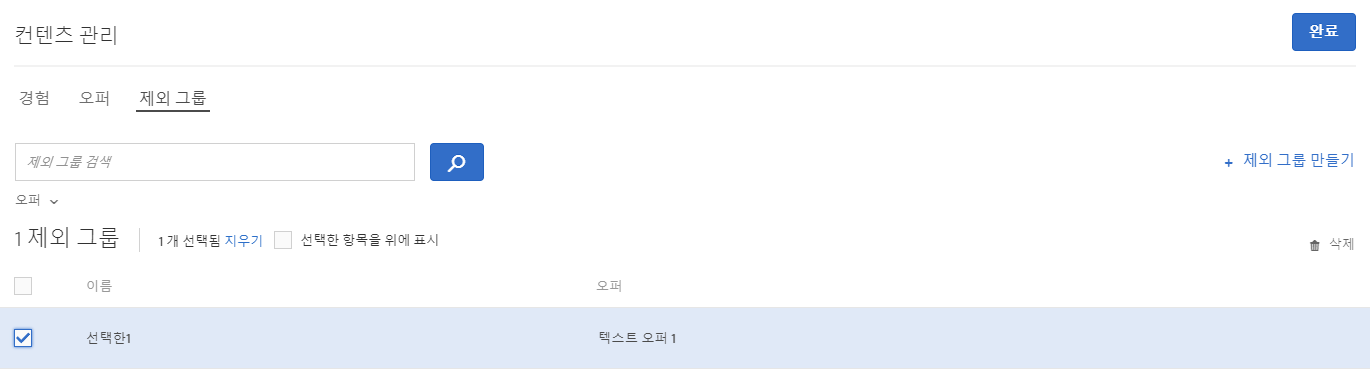 컨텐츠 관리
완료
경험 오퍼 제외 그룹
제외 그룹 검색
+ 제외 그룹 만들기
오퍼
1 제외 그룹 1개 선택됨 지우기 선택한 항목을 위에 표시
삭제
이름 오퍼
선택한1 텍스트 오퍼 1